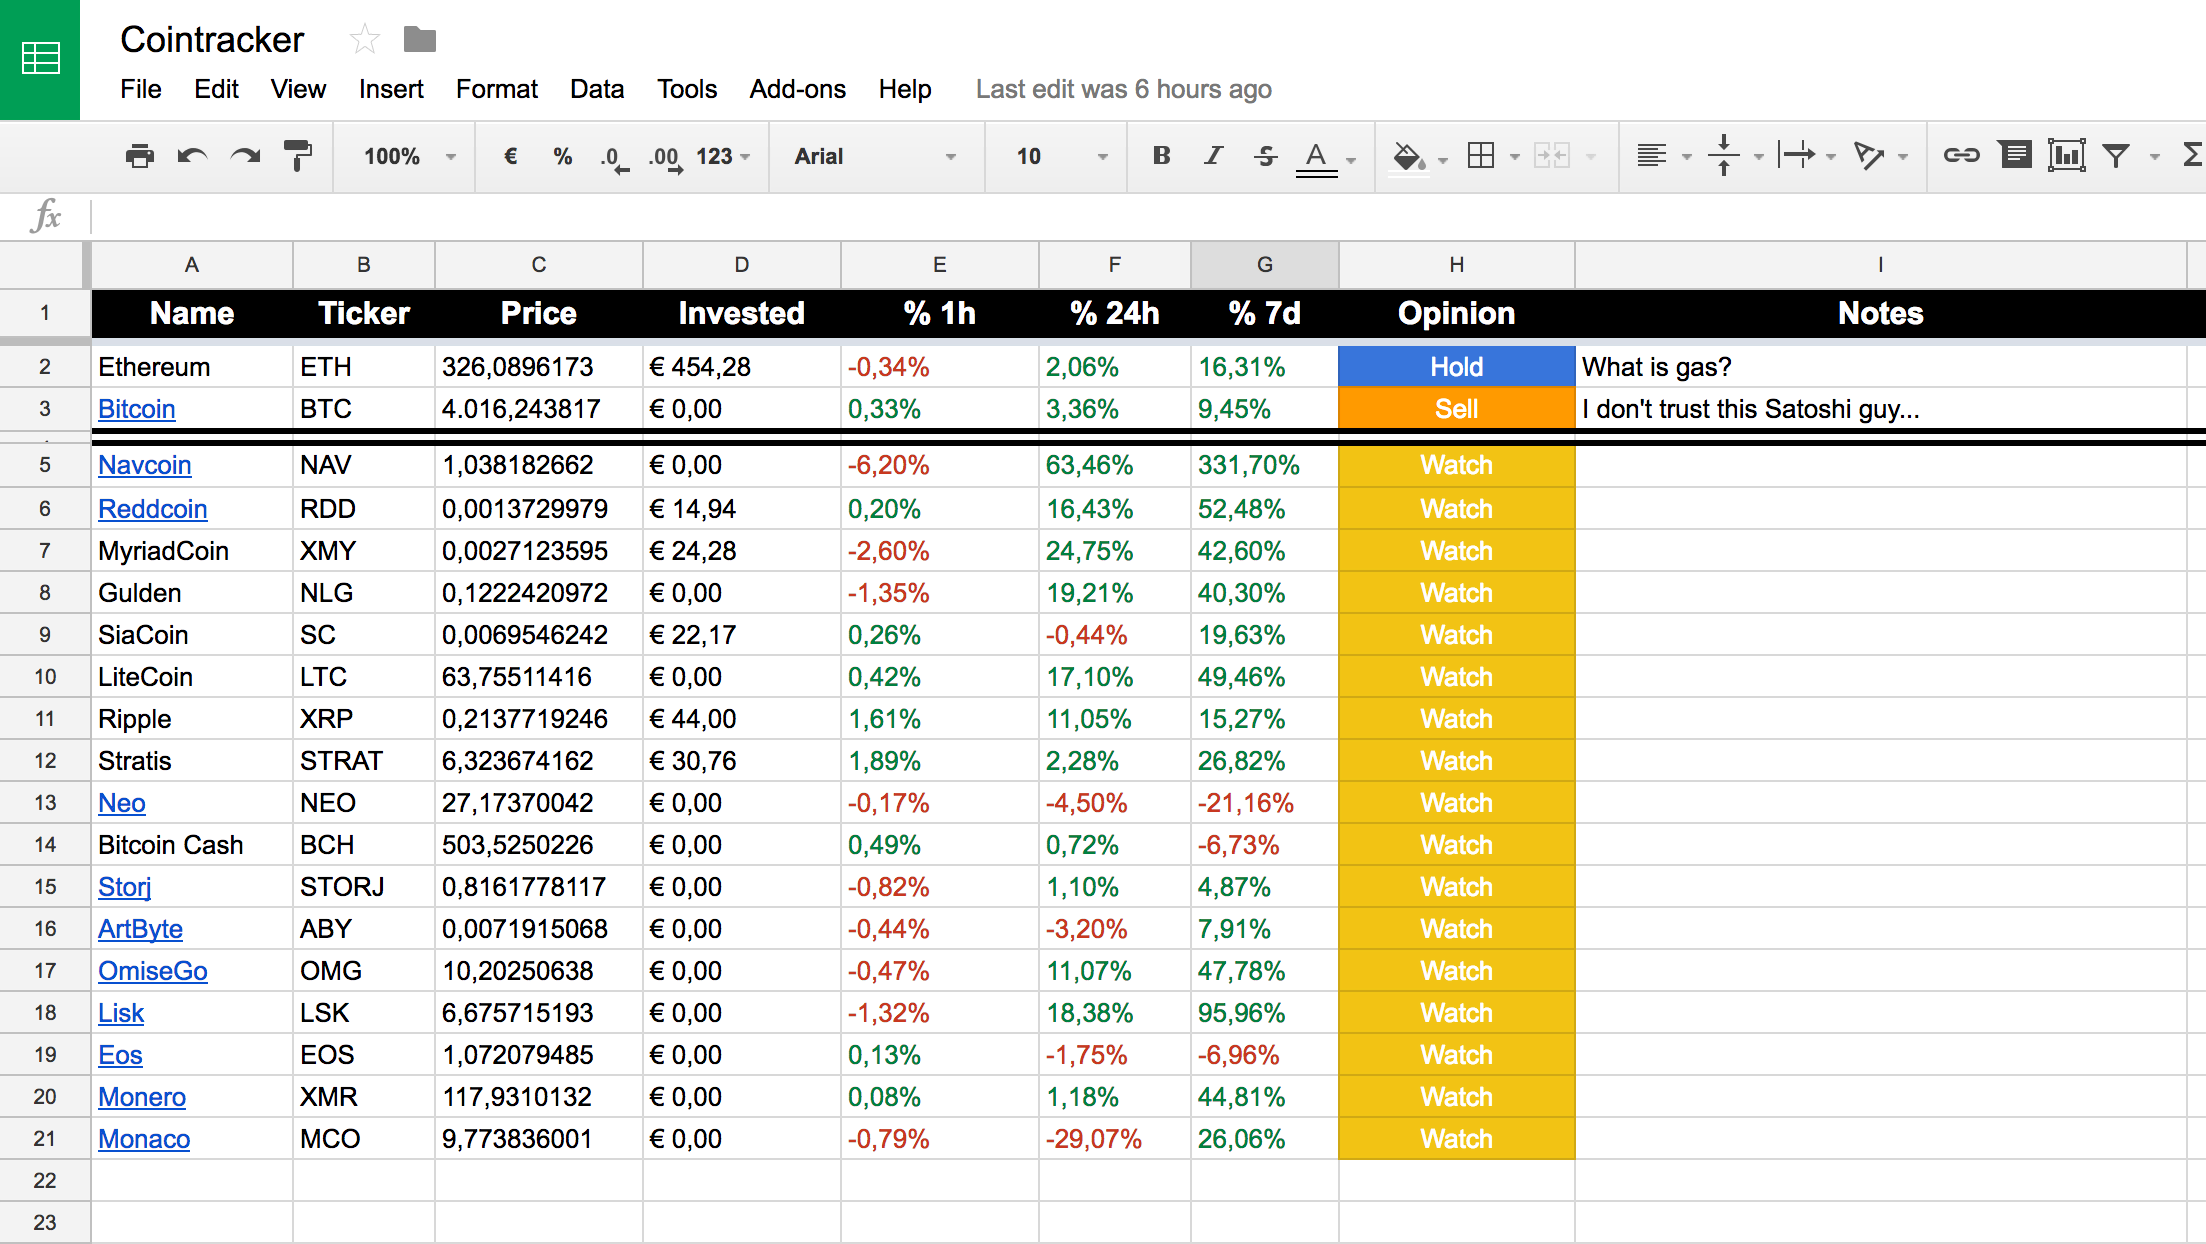 Cointracker
File Edit View Insert Format Data Tools Add-ons Help Last edit was 6 hours ago
100% € % .0 .00 123 Arial 10 B I S A Σ
fx
A B C D E F G H I
1 Name Ticker Price Invested % 1h % 24h % 7d Opinion Notes
2 Ethereum ETH 326,0896173 € 454,28 -0,34% 2,06% 16,31% Hold What is gas?
3 Bitcoin BTC 4.016,243817 € 0,00 0,33% 3,36% 9,45% Sell I don't trust this Satoshi guy...
5 Navcoin NAV 1,038182662 € 0,00 -6,20% 63,46% 331,70% Watch
6 Reddcoin RDD 0,0013729979 € 14,94 0,20% 16,43% 52,48% Watch
7 MyriadCoin XMY 0,0027123595 € 24,28 -2,60% 24,75% 42,60% Watch
8 Gulden NLG 0,1222420972 € 0,00 -1,35% 19,21% 40,30% Watch
9 SiaCoin SC 0,0069546242 € 22,17 0,26% -0,44% 19,63% Watch
10 LiteCoin LTC 63,75511416 € 0,00 0,42% 17,10% 49,46% Watch
11 Ripple XRP 0,2137719246 € 44,00 1,61% 11,05% 15,27% Watch
12 Stratis STRAT 6,323674162 € 30,76 1,89% 2,28% 26,82% Watch
13 Neo NEO 27,17370042 € 0,00 -0,17% -4,50% -21,16% Watch
14 Bitcoin Cash BCH 503,5250226 € 0,00 0,49% 0,72% -6,73% Watch
15 Storj STORJ 0,8161778117 € 0,00 -0,82% 1,10% 4,87% Watch
16 ArtByte ABY 0,0071915068 € 0,00 -0,44% -3,20% 7,91% Watch
17 OmiseGo OMG 10,20250638 € 0,00 -0,47% 11,07% 47,78% Watch
18 Lisk LSK 6,675715193 € 0,00 -1,32% 18,38% 95,96% Watch
19 Eos EOS 1,072079485 € 0,00 0,13% -1,75% -6,96% Watch
20 Monero XMR 117,9310132 € 0,00 0,08% 1,18% 44,81% Watch
21 Monaco MCO 9,773836001 € 0,00 -0,79% -29,07% 26,06% Watch
22
23